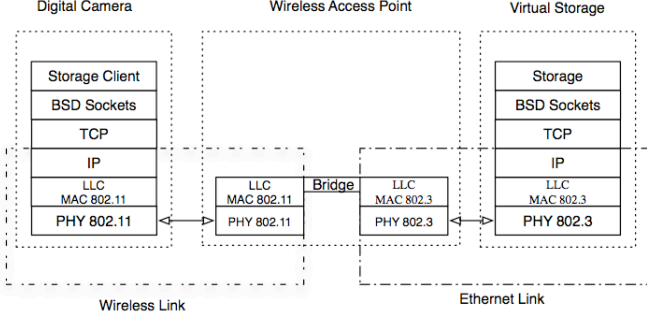 Digital Camera
Wireless Access Point
Virtual Storage
Storage Client
BSD Sockets
TCP
IP
LLC
MAC 802.11
PHY 802.11
LLC
MAC 802.11
PHY 802.11
Bridge
LLC
MAC 802.3
PHY 802.3
Storage
BSD Sockets
TCP
IP
LLC
MAC 802.3
PHY 802.3
Wireless Link
Ethernet Link